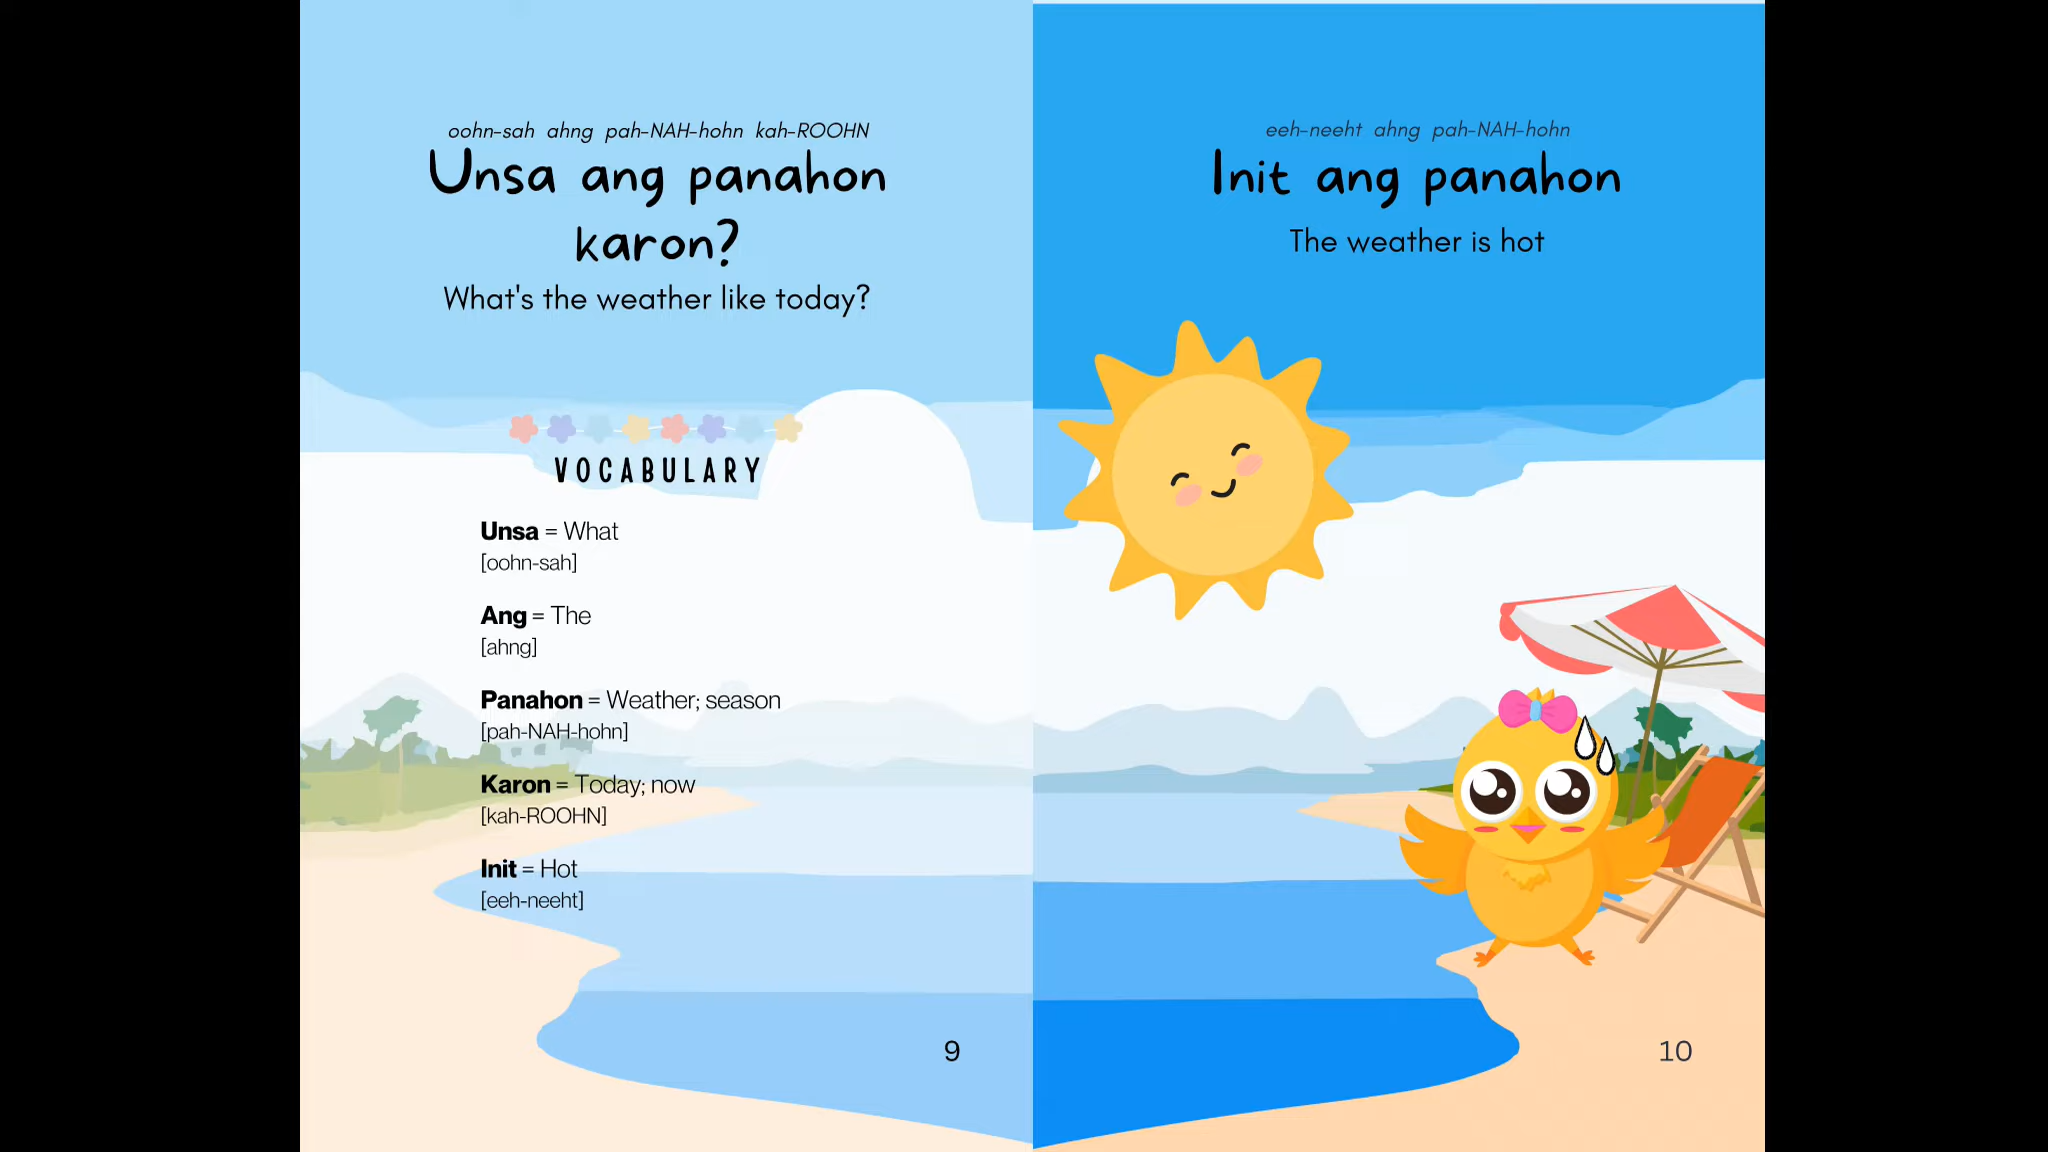 oohn-sah ahng pah-NAH-hohn kah-ROOHN
Unsa ang panahon
karon?
What's the weather like today?
VOCABULARY
Unsa = What
[oohn-sah]
Ang = The
[ahng]
Panahon = Weather; season
[pah-NAH-hohn]
Karon = Today; now
[kah-ROOHN]
Init = Hot
[eeh-neeht]
9
eeh-neeht ahng pah-NAH-hohn
Init ang panahon
The weather is hot
10